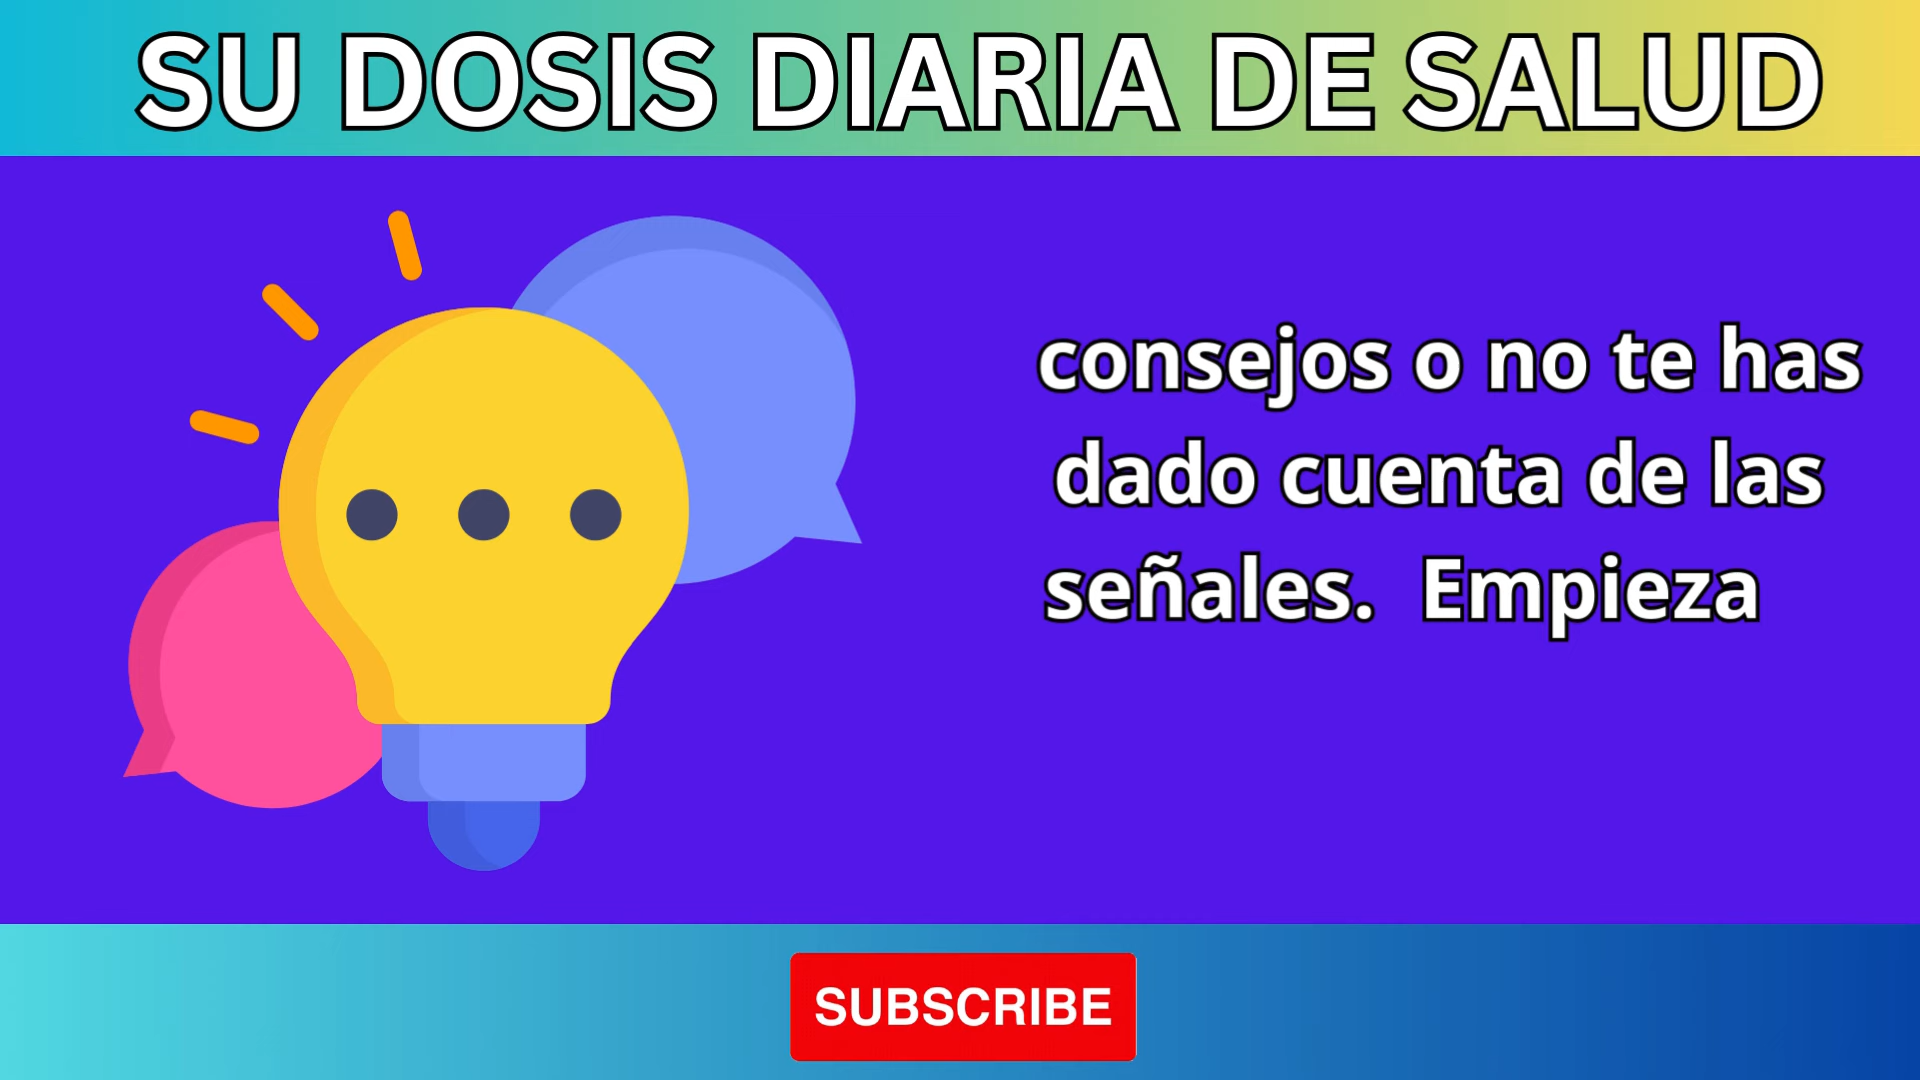 SU DOSIS DIARIA DE SALUD
consejos o no te has
dado cuenta de las
señales. Empieza
SUBSCRIBE